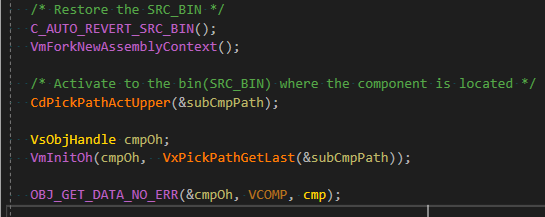 /* Restore the SRC_BIN */
C_AUTO_REVERT_SRC_BIN();
VmForkNewAssemblyContext();
/* Activate to the bin(SRC_BIN) where the component is located */
CdPickPathActUpper(&subCmpPath);
VsObjHandle cmpOh;
VmInitOh(cmpOh, VxPickPathGetLast(&subCmpPath));
OBJ_GET_DATA_NO_ERR(&cmpOh, VCOMP, cmp);